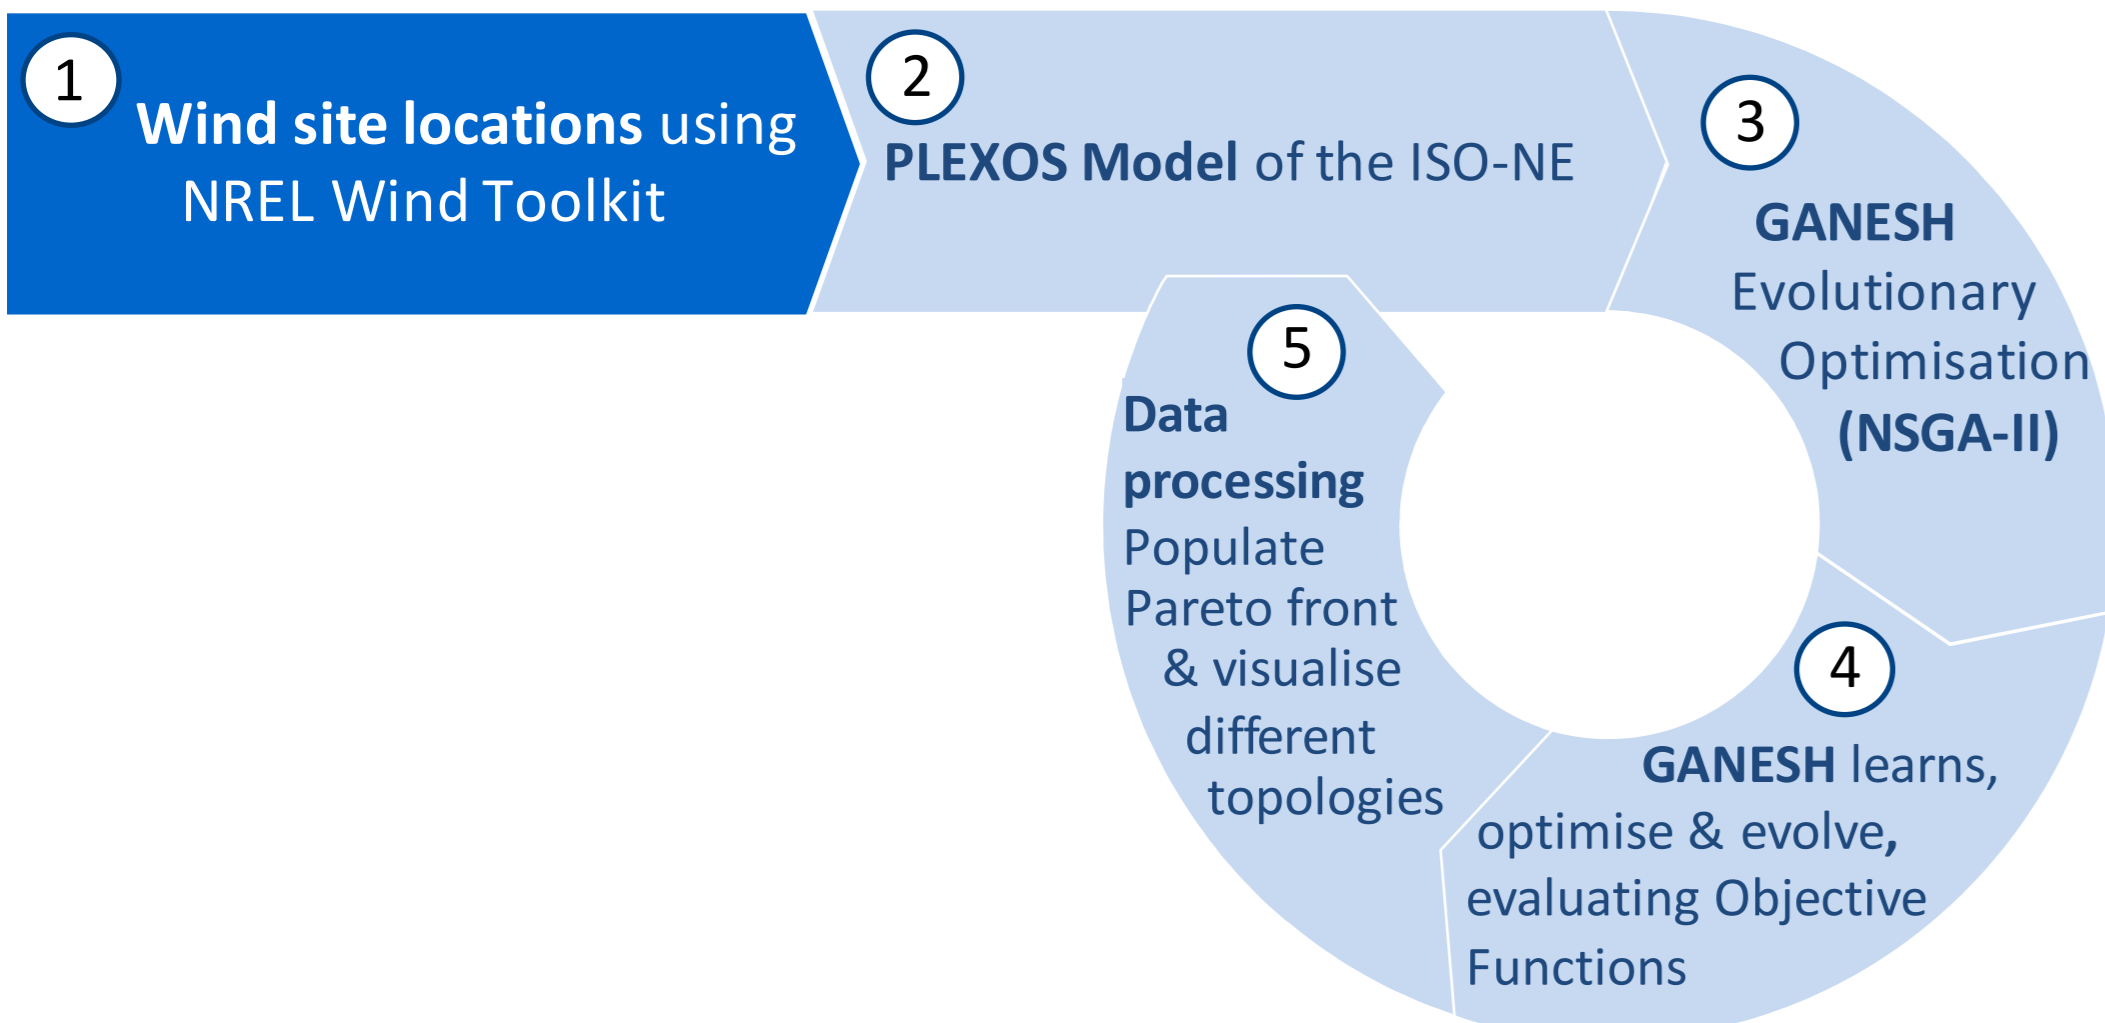 1
Wind site locations using
NREL Wind Toolkit
2
PLEXOS Model of the ISO-NE
3
GANESH
Evolutionary
Optimisation
(NSGA-II)
4
GANESH learns,
optimise & evolve,
evaluating Objective
Functions
5
Data
processing
Populate
Pareto front
& visualise
different
topologies